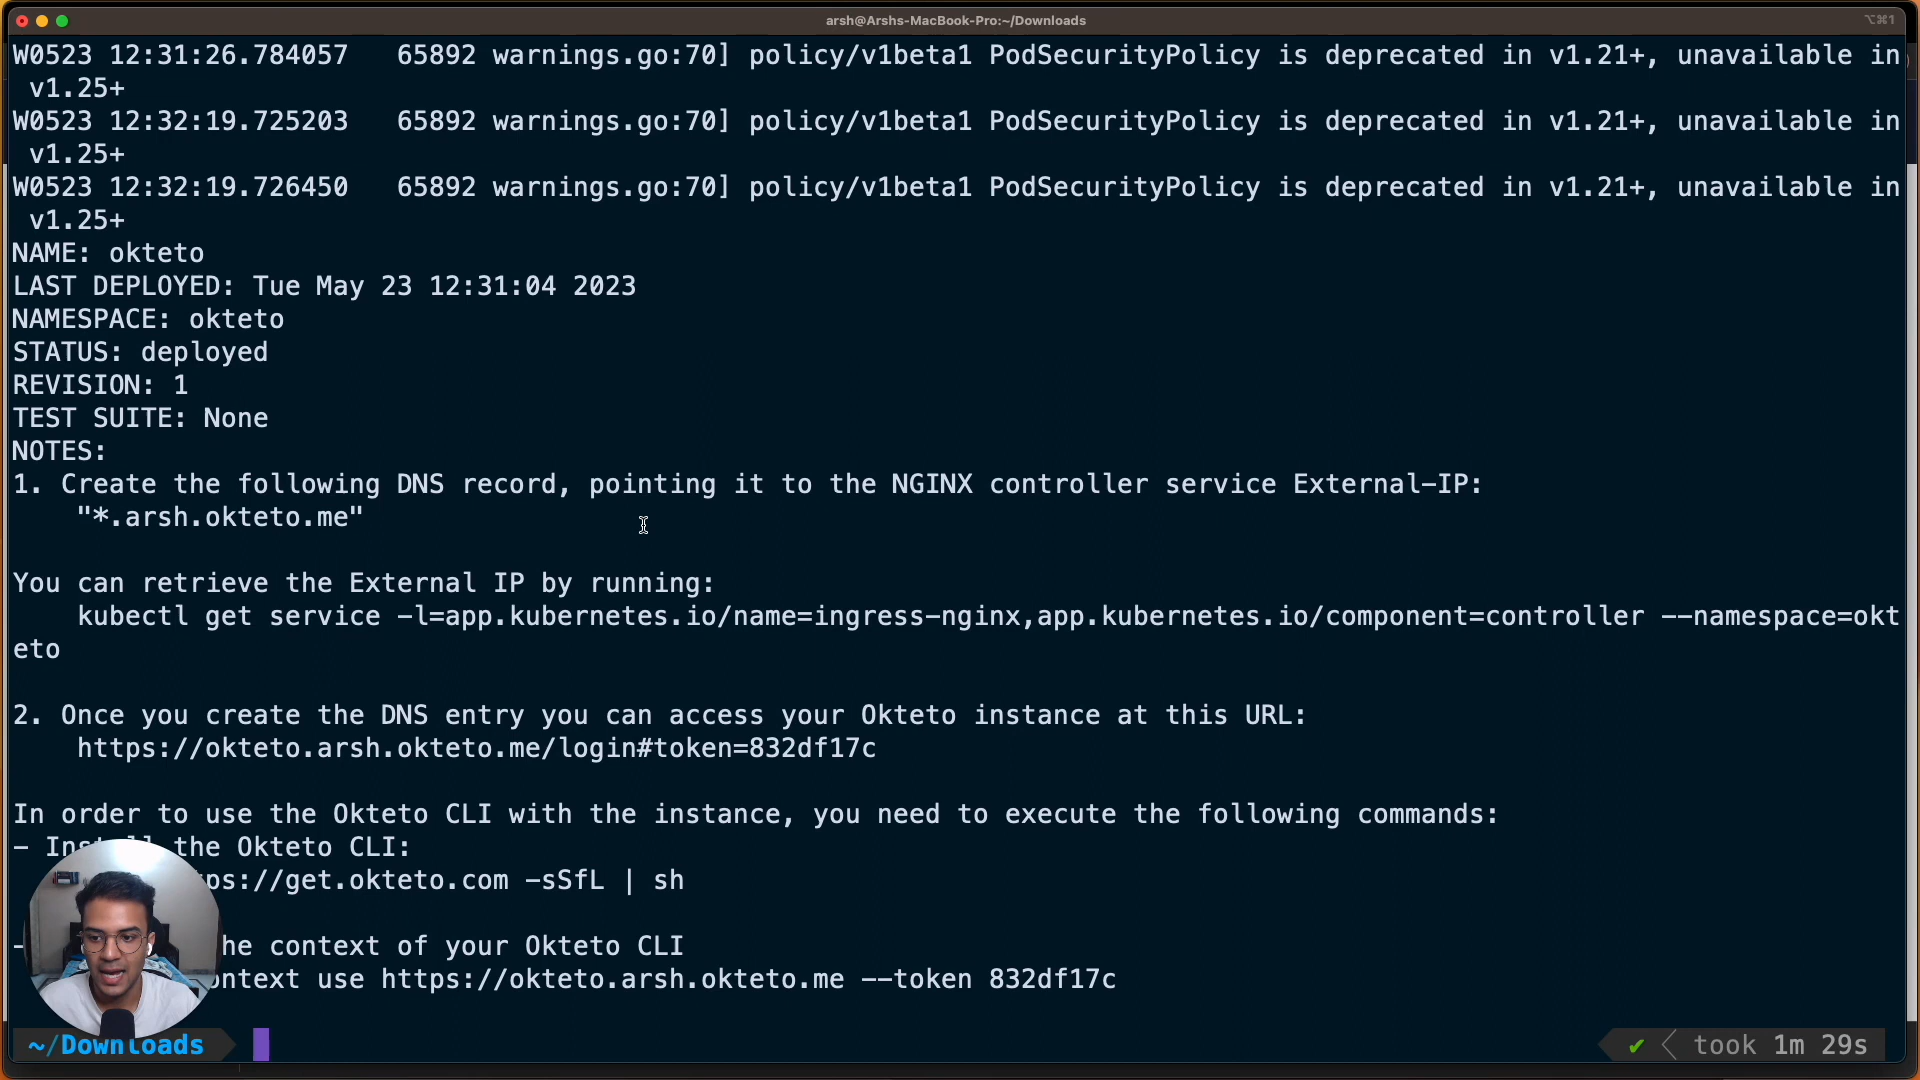 arsh@Arshs-MacBook-Pro:~/Downloads
⌥⌘1
W0523 12:31:26.784057   65892 warnings.go:70] policy/v1beta1 PodSecurityPolicy is deprecated in v1.21+, unavailable in
 v1.25+
W0523 12:32:19.725203   65892 warnings.go:70] policy/v1beta1 PodSecurityPolicy is deprecated in v1.21+, unavailable in
 v1.25+
W0523 12:32:19.726450   65892 warnings.go:70] policy/v1beta1 PodSecurityPolicy is deprecated in v1.21+, unavailable in
 v1.25+
NAME: okteto
LAST DEPLOYED: Tue May 23 12:31:04 2023
NAMESPACE: okteto
STATUS: deployed
REVISION: 1
TEST SUITE: None
NOTES:
1. Create the following DNS record, pointing it to the NGINX controller service External-IP:
    "*.arsh.okteto.me"
You can retrieve the External IP by running:
    kubectl get service -l=app.kubernetes.io/name=ingress-nginx,app.kubernetes.io/component=controller --namespace=okt
eto
2. Once you create the DNS entry you can access your Okteto instance at this URL:
    https://okteto.arsh.okteto.me/login#token=832df17c
In order to use the Okteto CLI with the instance, you need to execute the following commands:
- Install the Okteto CLI:
ps://get.okteto.com -sSfL | sh
- he context of your Okteto CLI
ontext use https://okteto.arsh.okteto.me --token 832df17c
~/Downloads
✔ took 1m 29s